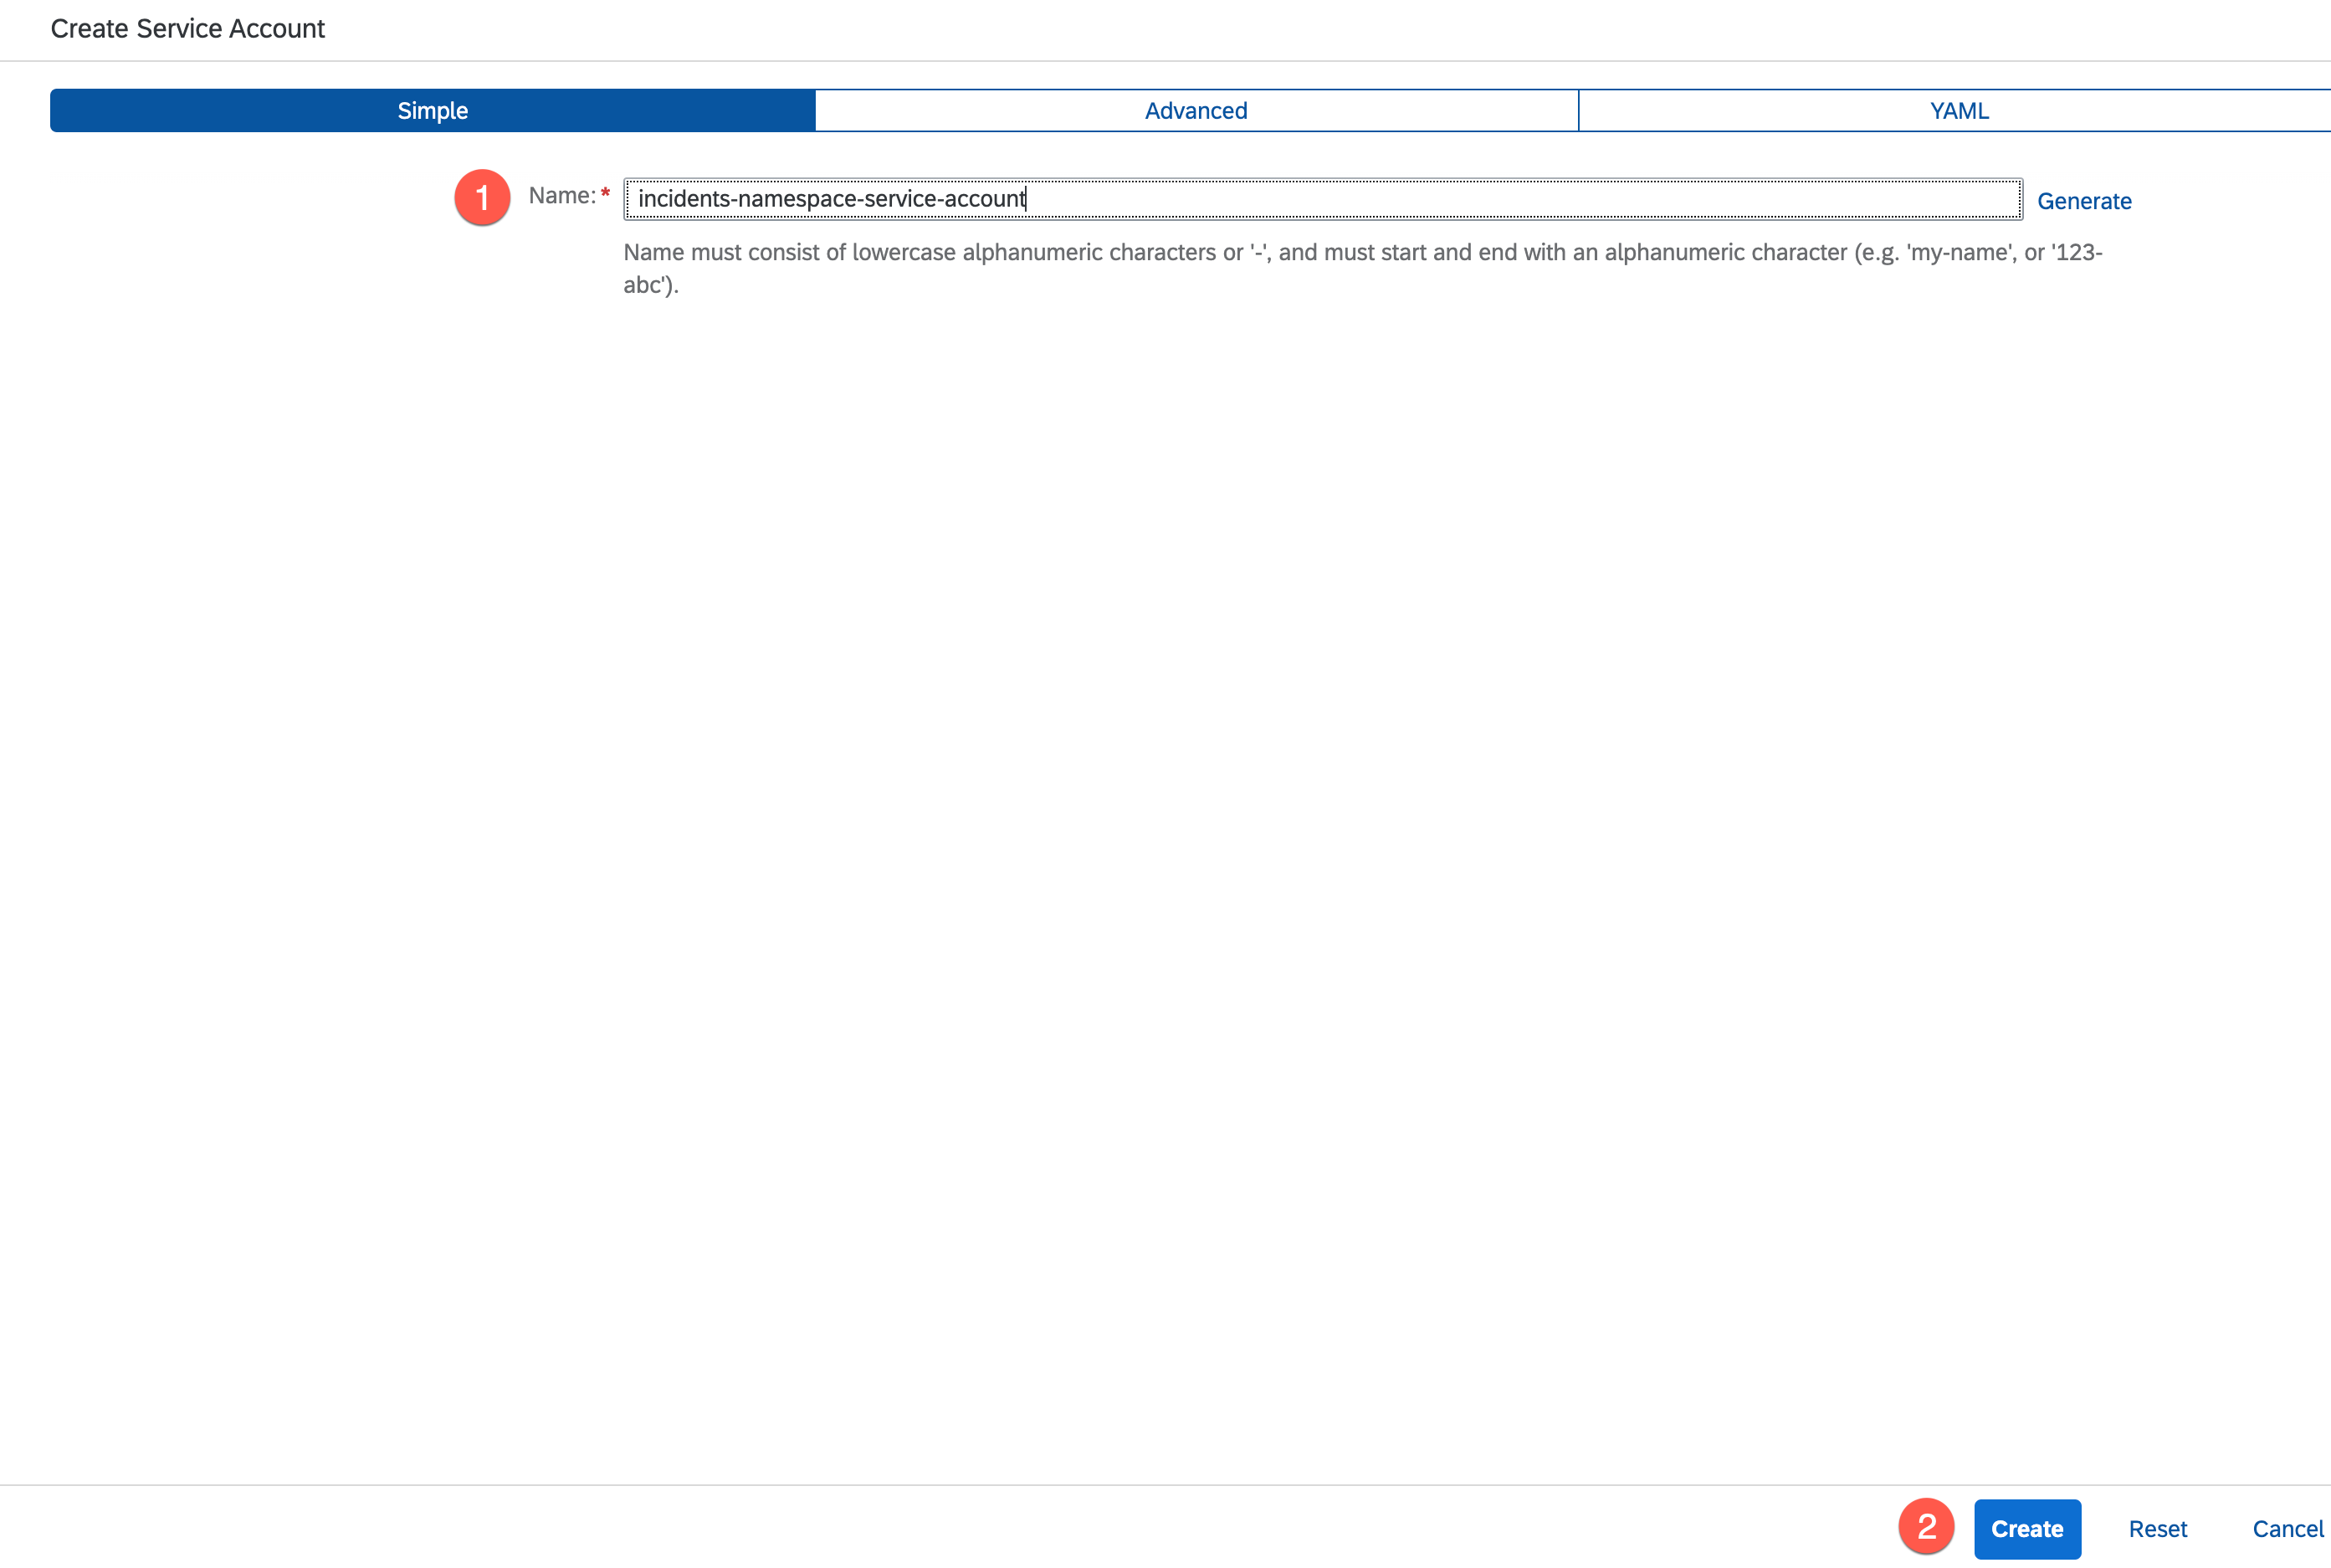 Create Service Account
Simple Advanced YAML
1 Name:* incidents-namespace-service-account Generate
Name must consist of lowercase alphanumeric characters or '-', and must start and end with an alphanumeric character (e.g. 'my-name', or '123-
abc').
2 Create Reset Cancel